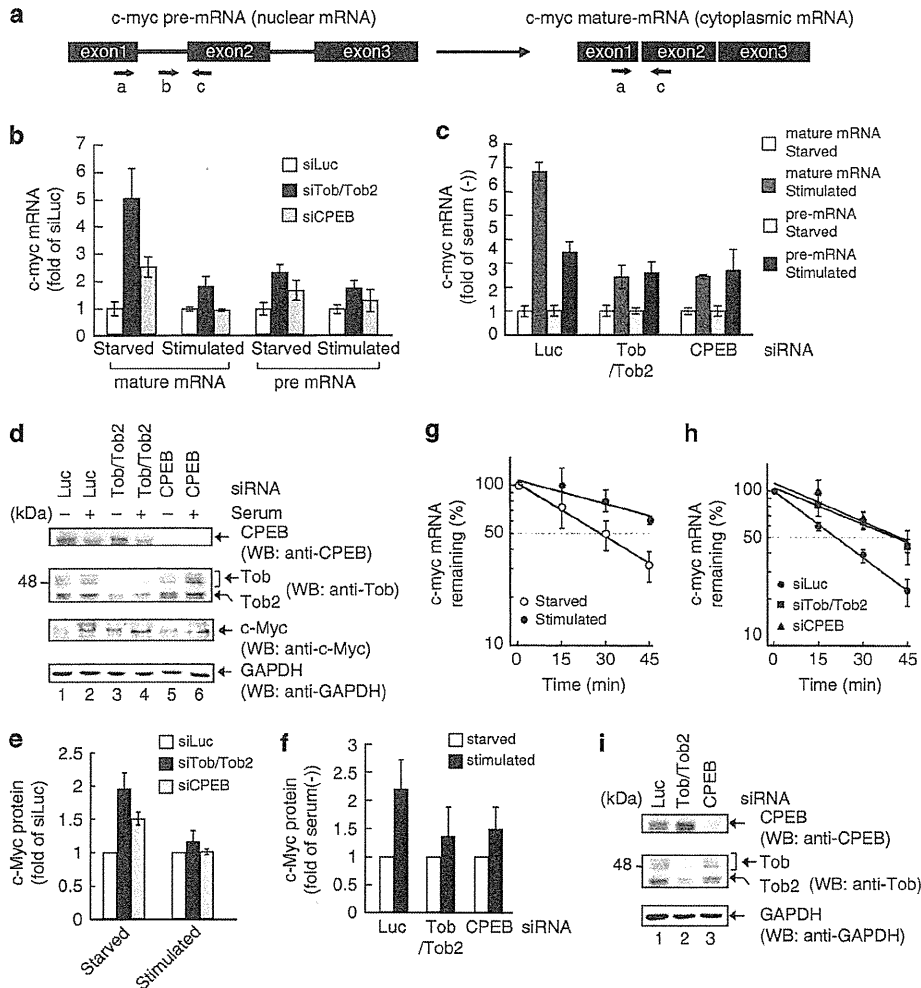 a
c-myc pre-mRNA (nuclear mRNA)
c-myc mature-mRNA (cytoplasmic mRNA)
exon1 exon2 exon3
exon1 exon2 exon3
a b c
a c
b
c-myc mRNA
(fold of siLuc)
7
6
5
4
3
2
1
0
siLuc
siTob/Tob2
siCPEB
Starved Stimulated Starved Stimulated
mature mRNA pre mRNA
c
c-myc mRNA
(fold of serum (-))
8
7
6
5
4
3
2
1
0
Luc Tob CPEB siRNA
/Tob2
mature mRNA
Starved
mature mRNA
Stimulated
pre-mRNA
Starved
pre-mRNA
Stimulated
d
Luc Luc Tob/Tob2 Tob/Tob2 CPEB CPEB siRNA
(kDa) − + − + − + Serum
CPEB
(WB: anti-CPEB)
48
Tob
(WB: anti-Tob)
Tob2
c-Myc
(WB: anti-c-Myc)
GAPDH
(WB: anti-GAPDH)
1 2 3 4 5 6
g
c-myc mRNA
remaining (%)
100
50
10
Starved
Stimulated
0 15 30 45
Time (min)
h
c-myc mRNA
remaining (%)
100
50
10
siLuc
siTob/Tob2
siCPEB
0 15 30 45
Time (min)
e
c-Myc protein
(fold of siLuc)
2.5
2
1.5
1
0.5
0
siLuc
siTob/Tob2
siCPEB
Starved Stimulated
f
c-Myc protein
(fold of serum(-))
3
2.5
2
1.5
1
0.5
0
starved
stimulated
Luc Tob CPEB siRNA
/Tob2
i
Luc Tob/Tob2 CPEB
(kDa) siRNA
CPEB
(WB: anti-CPEB)
48
Tob
Tob2 (WB: anti-Tob)
GAPDH
(WB: anti-GAPDH)
1 2 3